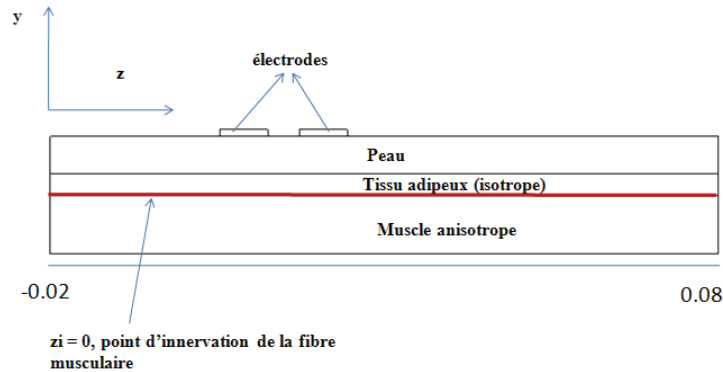 y
z
électrodes
Peau
Tissu adipeux (isotrope)
Muscle anisotrope
-0.02
0.08
zi = 0, point d'innervation de la fibre
musculaire